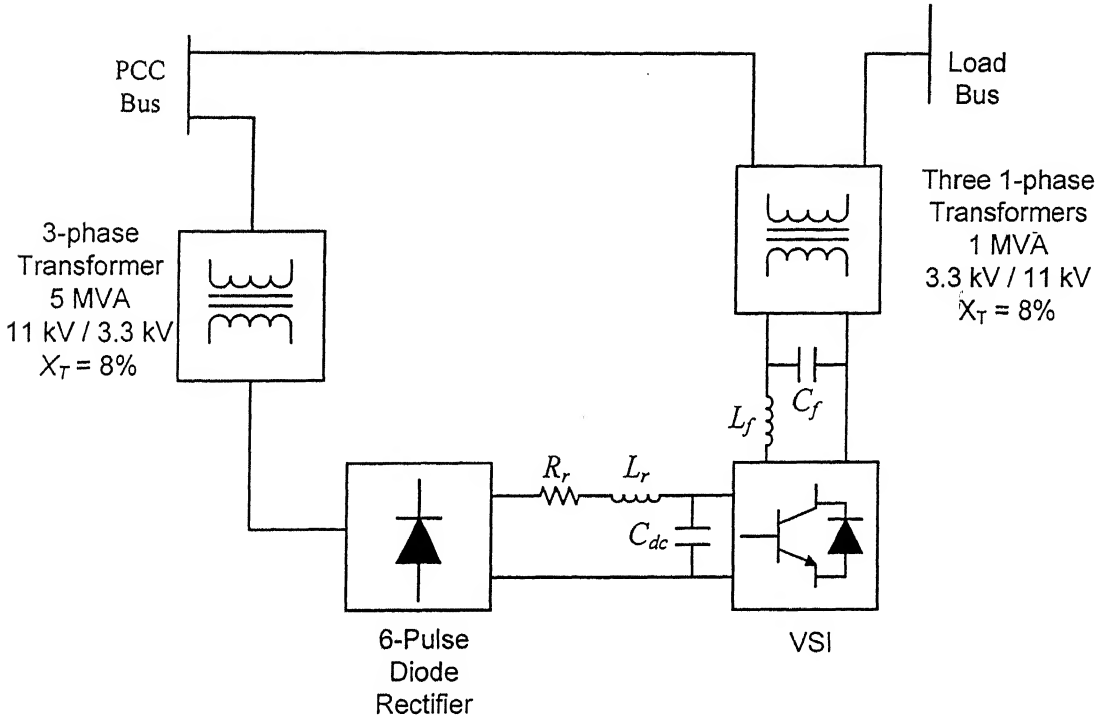 PCC
Bus
Load
Bus
3-phase
Transformer
5 MVA
11 kV / 3.3 kV
X_T = 8%
Three 1-phase
Transformers
1 MVA
3.3 kV / 11 kV
X_T = 8%
C_f
L_f
R_r
L_r
C_dc
6-Pulse
Diode
Rectifier
VSI